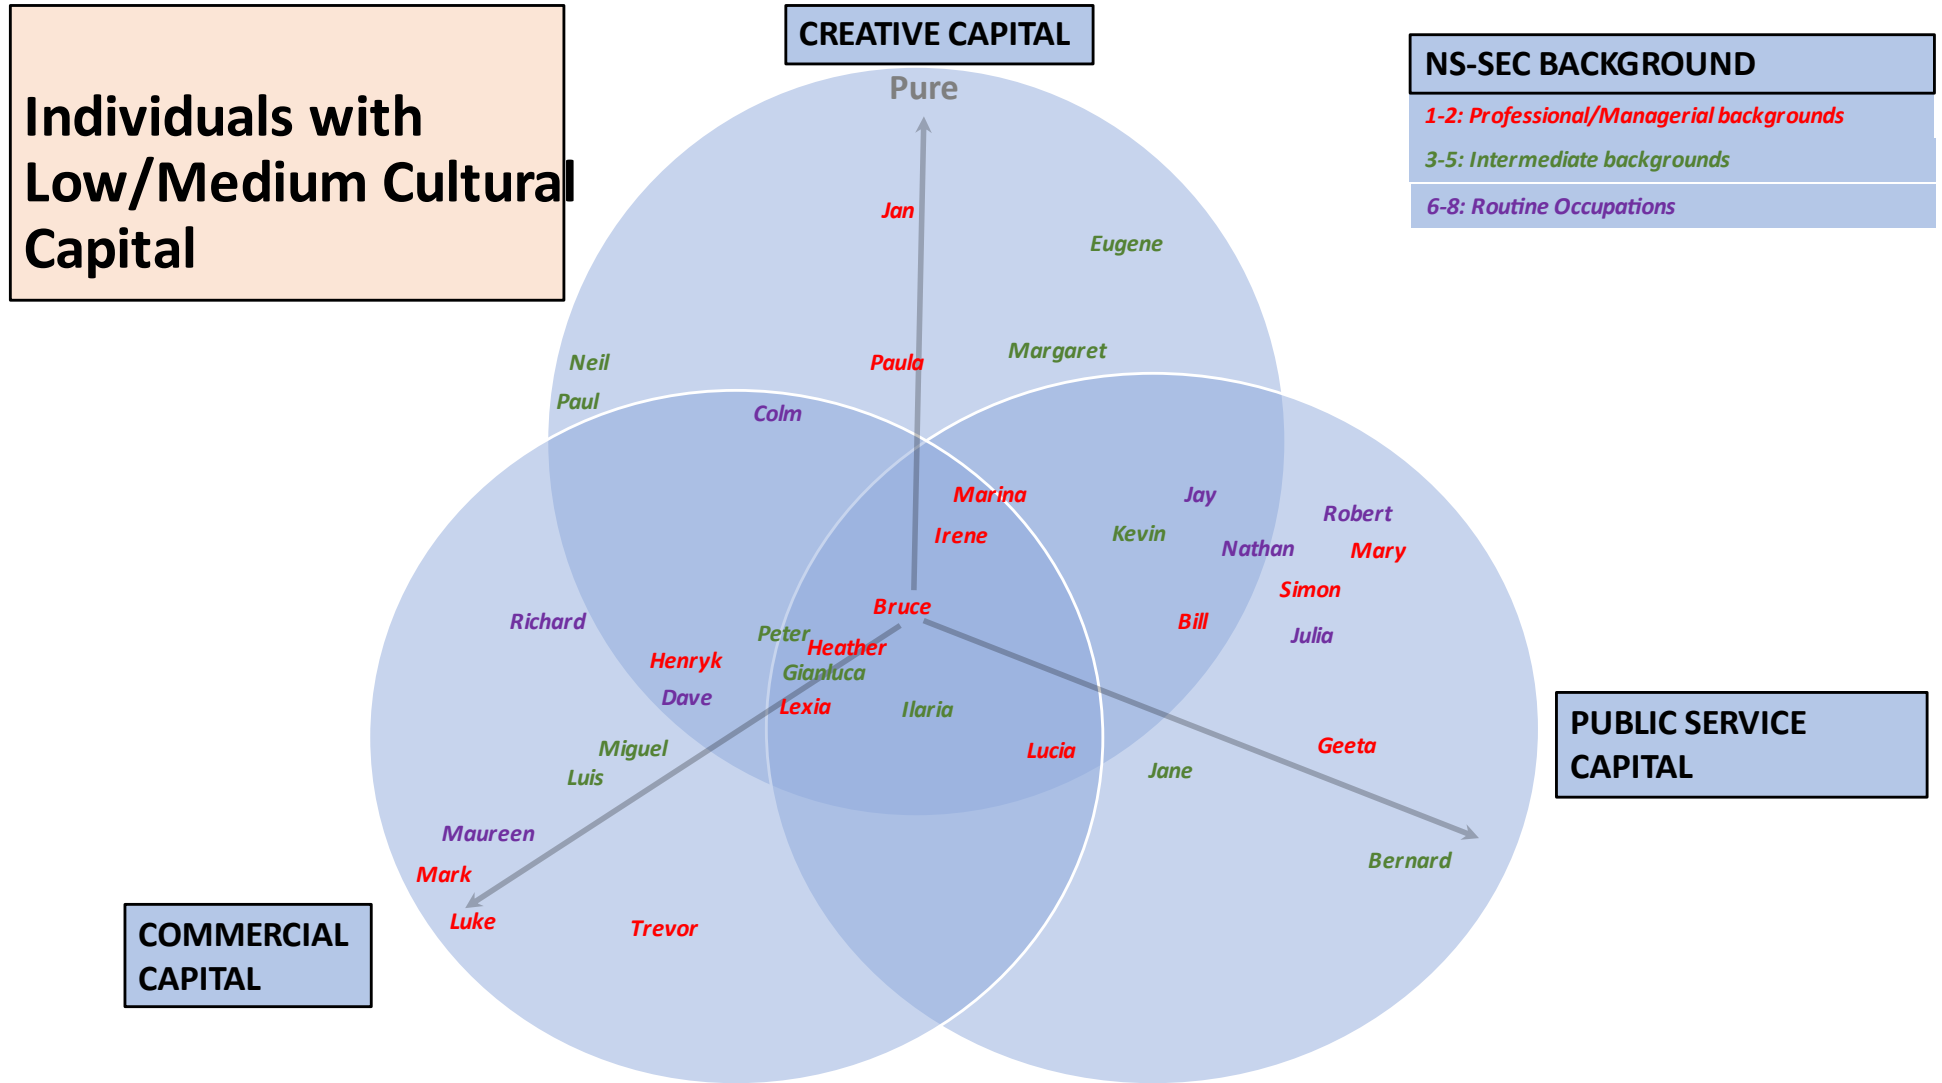 CREATIVE CAPITAL
Individuals with
Low/Medium Cultural
Capital
NS-SEC BACKGROUND
1-2: Professional/Managerial backgrounds
3-5: Intermediate backgrounds
6-8: Routine Occupations
Pure
Jan
Eugene
Margaret
Neil
Paula
Paul
Colm
Marina
Jay
Robert
Irene
Kevin
Nathan
Mary
Simon
Bruce
Richard
Bill
Peter
Julia
Heather
Henryk
Gianluca
Dave
Lexia
Ilaria
Miguel
Lucia
Geeta
Luis
Jane
PUBLIC SERVICE
CAPITAL
Maureen
Bernard
Mark
Luke
Trevor
COMMERCIAL
CAPITAL